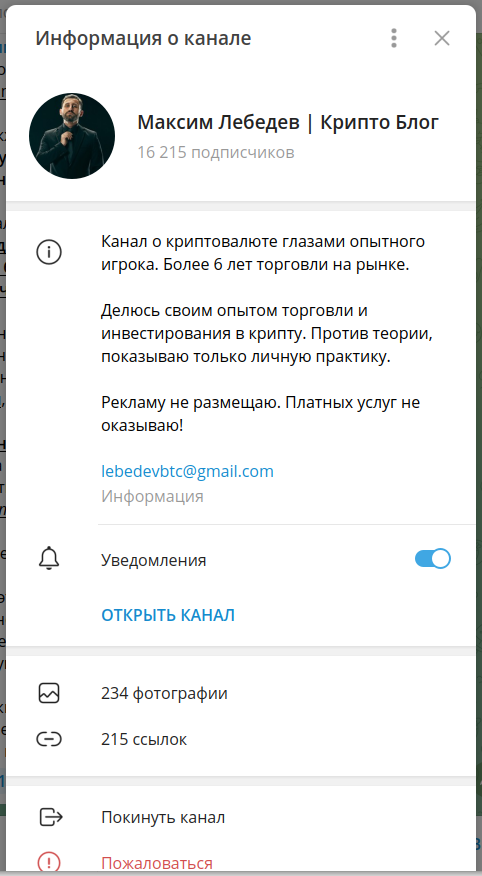 Информация о канале
Максим Лебедев | Крипто Блог
16 215 подписчиков
Канал о криптовалюте глазами опытного
игрока. Более 6 лет торговли на рынке.
Делюсь своим опытом торговли и
инвестирования в крипту. Против теории,
показываю только личную практику.
Рекламу не размещаю. Платных услуг не
оказываю!
lebedevbtc@gmail.com
Информация
Уведомления
ОТКРЫТЬ КАНАЛ
234 фотографии
215 ссылок
Покинуть канал
Пожаловаться